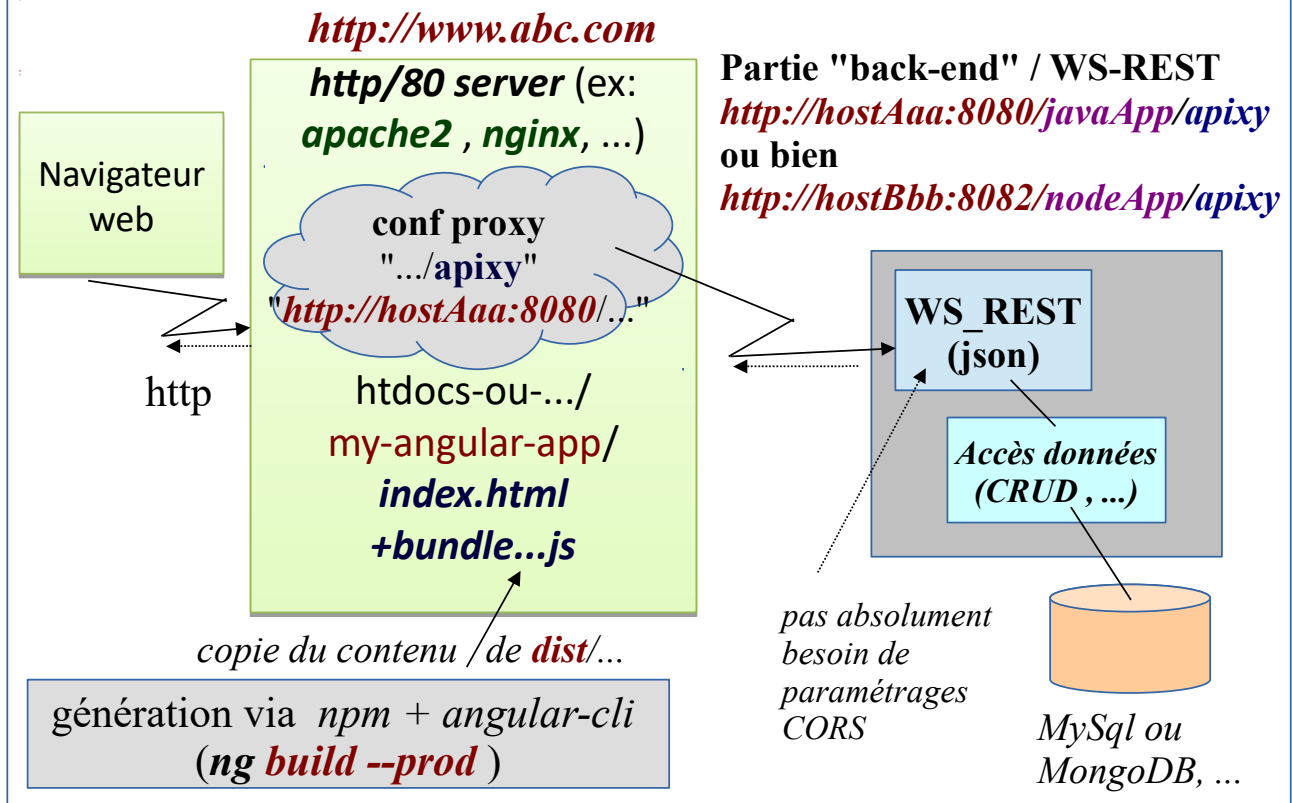 http://www.abc.com
http/80 server (ex:
apache2 , nginx, ...)
Partie "back-end" / WS-REST
http://hostAaa:8080/javaApp/apixy
ou bien
http://hostBbb:8082/nodeApp/apixy
Navigateur
web
conf proxy
".../apixy"
"http://hostAaa:8080/..."
http
htdocs-ou-.../
my-angular-app/
index.html
+bundle...js
WS_REST
(json)
Accès données
(CRUD , ...)
pas absolument
besoin de
paramétrages
CORS
MySql ou
MongoDB, ...
copie du contenu de dist/...
génération via npm + angular-cli
(ng build --prod )